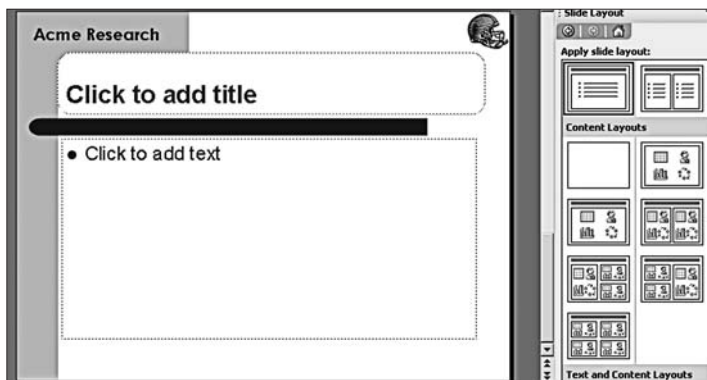 Acme Research
Click to add title
• Click to add text
Slide Layout
Apply slide layout:
Content Layouts
Text and Content Layouts